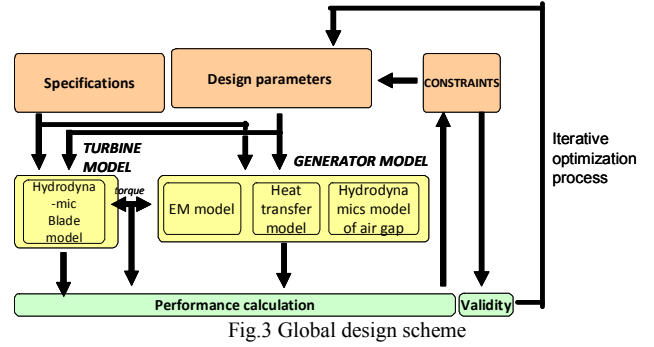 Specifications
Design parameters
CONSTRAINTS
TURBINE
MODEL
GENERATOR MODEL
Iterative
optimization
process
Hydrodyna
-mic
Blade
model
torque
EM model
Heat
transfer
model
Hydrodyna
mics model
of air gap
Performance calculation
Validity
Fig.3 Global design scheme